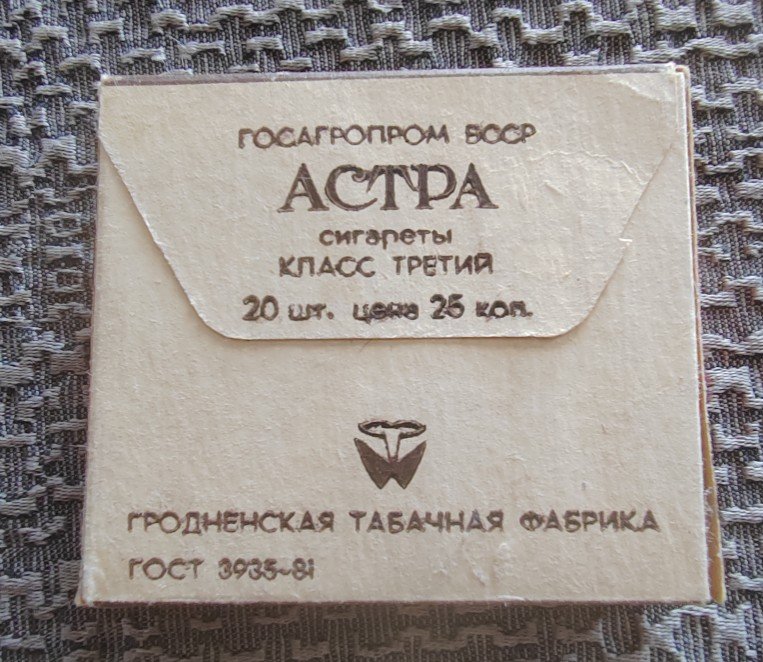 ГОСАГРОПРОМ БССР
АСТРА
сигареты
КЛАСС ТРЕТИЙ
20 шт. цена 25 коп.
ГРОДНЕНСКАЯ ТАБАЧНАЯ ФАБРИКА
ГОСТ 3935-81